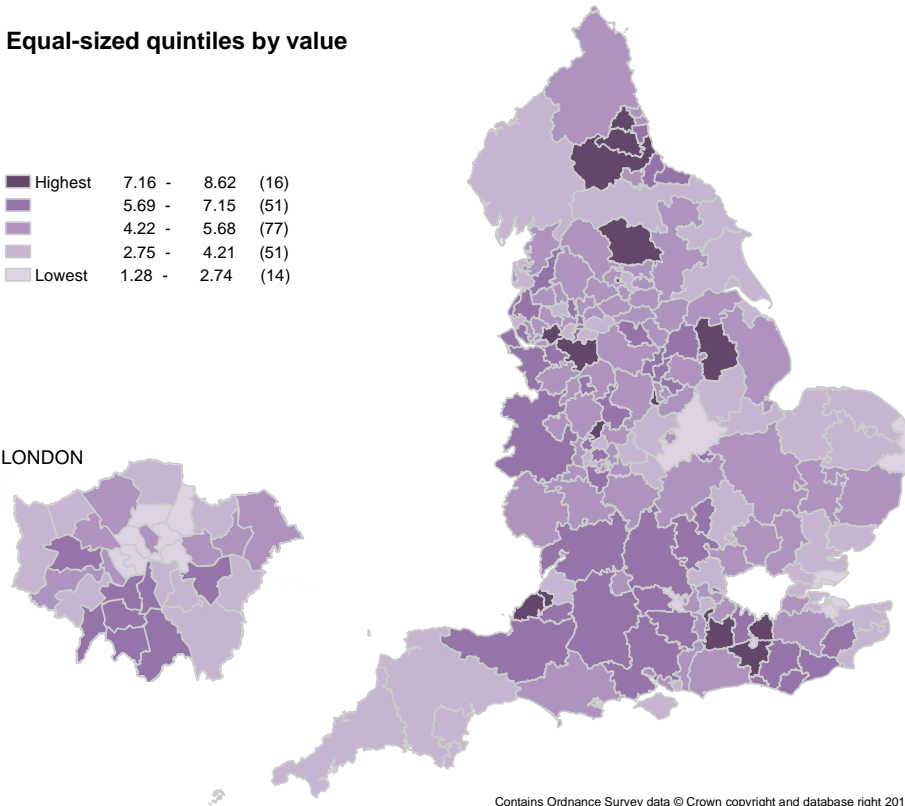 Equal-sized quintiles by value
Highest 7.16 - 8.62 (16)
5.69 - 7.15 (51)
4.22 - 5.68 (77)
2.75 - 4.21 (51)
Lowest 1.28 - 2.74 (14)
LONDON
Contains Ordnance Survey data © Crown copyright and database right 201